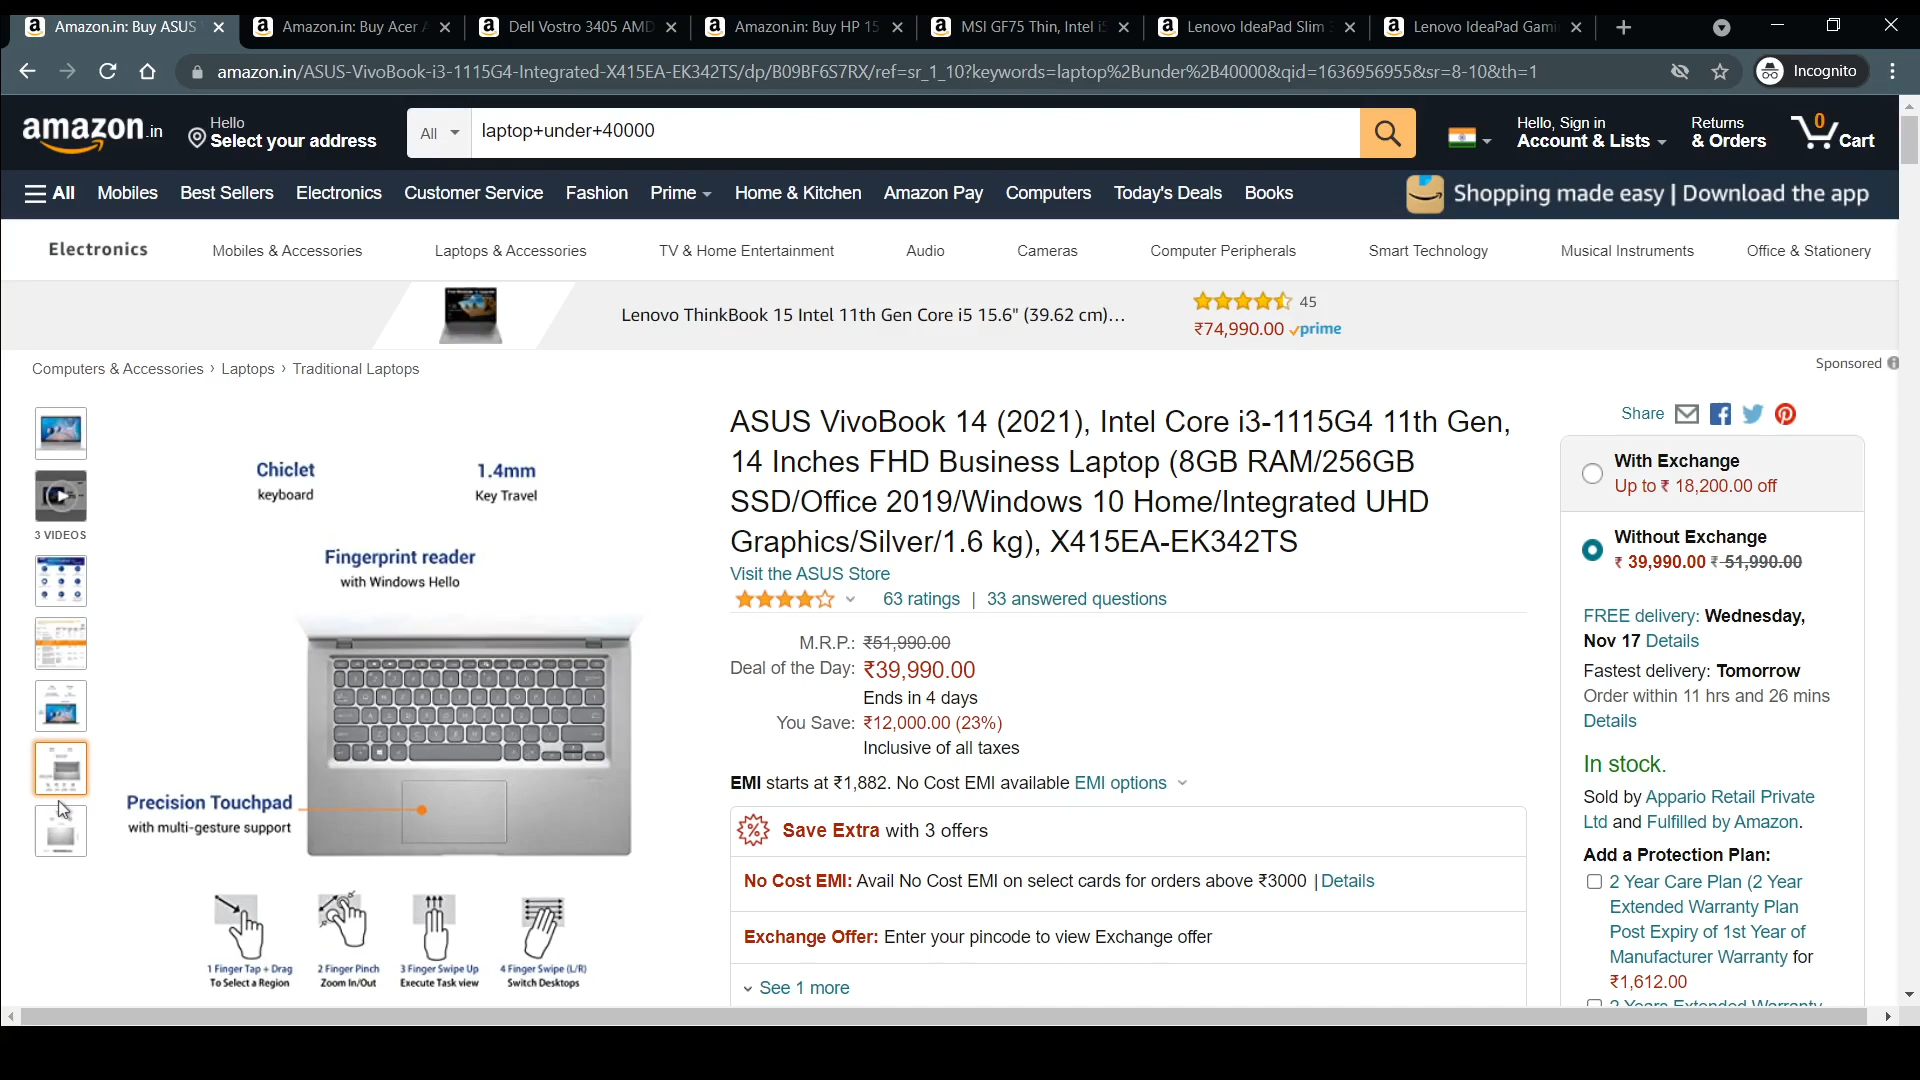 Amazon.in: Buy ASUS
Amazon.in: Buy Acer A
Dell Vostro 3405 AMD
Amazon.in: Buy HP 15
MSI GF75 Thin, Intel i5
Lenovo IdeaPad Slim
Lenovo IdeaPad Gami
amazon.in/ASUS-VivoBook-i3-1115G4-Integrated-X415EA-EK342TS/dp/B09BF6S7RX/ref=sr_1_10?keywords=laptop%2Bunder%2B40000&qid=1636956955&sr=8-10&th=1
Incognito
amazon.in
Hello
Select your address
All
laptop+under+40000
Hello, Sign in
Account & Lists
Returns
& Orders
0
Cart
All
Mobiles
Best Sellers
Electronics
Customer Service
Fashion
Prime
Home & Kitchen
Amazon Pay
Computers
Today's Deals
Books
Shopping made easy | Download the app
Electronics
Mobiles & Accessories
Laptops & Accessories
TV & Home Entertainment
Audio
Cameras
Computer Peripherals
Smart Technology
Musical Instruments
Office & Stationery
Lenovo ThinkBook 15 Intel 11th Gen Core i5 15.6" (39.62 cm)…
45
₹74,990.00 prime
Sponsored
Computers & Accessories › Laptops › Traditional Laptops
3 VIDEOS
Chiclet
keyboard
1.4mm
Key Travel
Fingerprint reader
with Windows Hello
Precision Touchpad
with multi-gesture support
1 Finger Tap + Drag
To Select a Region
2 Finger Pinch
Zoom In/Out
3 Finger Swipe Up
Execute Task view
4 Finger Swipe (L/R)
Switch Desktops
ASUS VivoBook 14 (2021), Intel Core i3-1115G4 11th Gen,
14 Inches FHD Business Laptop (8GB RAM/256GB
SSD/Office 2019/Windows 10 Home/Integrated UHD
Graphics/Silver/1.6 kg), X415EA-EK342TS
Visit the ASUS Store
63 ratings | 33 answered questions
M.R.P.: ₹51,990.00
Deal of the Day: ₹39,990.00
Ends in 4 days
You Save: ₹12,000.00 (23%)
Inclusive of all taxes
EMI starts at ₹1,882. No Cost EMI available EMI options
Save Extra with 3 offers
No Cost EMI: Avail No Cost EMI on select cards for orders above ₹3000 | Details
Exchange Offer: Enter your pincode to view Exchange offer
See 1 more
Share
With Exchange
Up to ₹ 18,200.00 off
Without Exchange
₹ 39,990.00 ₹ 51,990.00
FREE delivery: Wednesday,
Nov 17 Details
Fastest delivery: Tomorrow
Order within 11 hrs and 26 mins
Details
In stock.
Sold by Appario Retail Private
Ltd and Fulfilled by Amazon.
Add a Protection Plan:
2 Year Care Plan (2 Year
Extended Warranty Plan
Post Expiry of 1st Year of
Manufacturer Warranty for
₹1,612.00
2 Years Extended Warranty